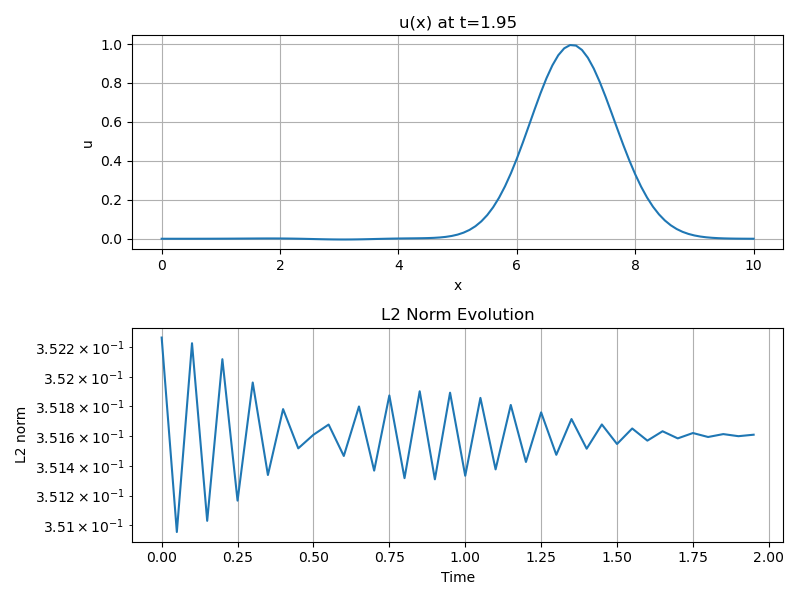 u(x) at t=1.95
1.0
0.8
0.6
0.4
0.2
0.0
u
0 2 4 6 8 10
x
L2 Norm Evolution
3.522 × 10⁻¹
3.52 × 10⁻¹
3.518 × 10⁻¹
3.516 × 10⁻¹
3.514 × 10⁻¹
3.512 × 10⁻¹
3.51 × 10⁻¹
L2 norm
0.00 0.25 0.50 0.75 1.00 1.25 1.50 1.75 2.00
Time